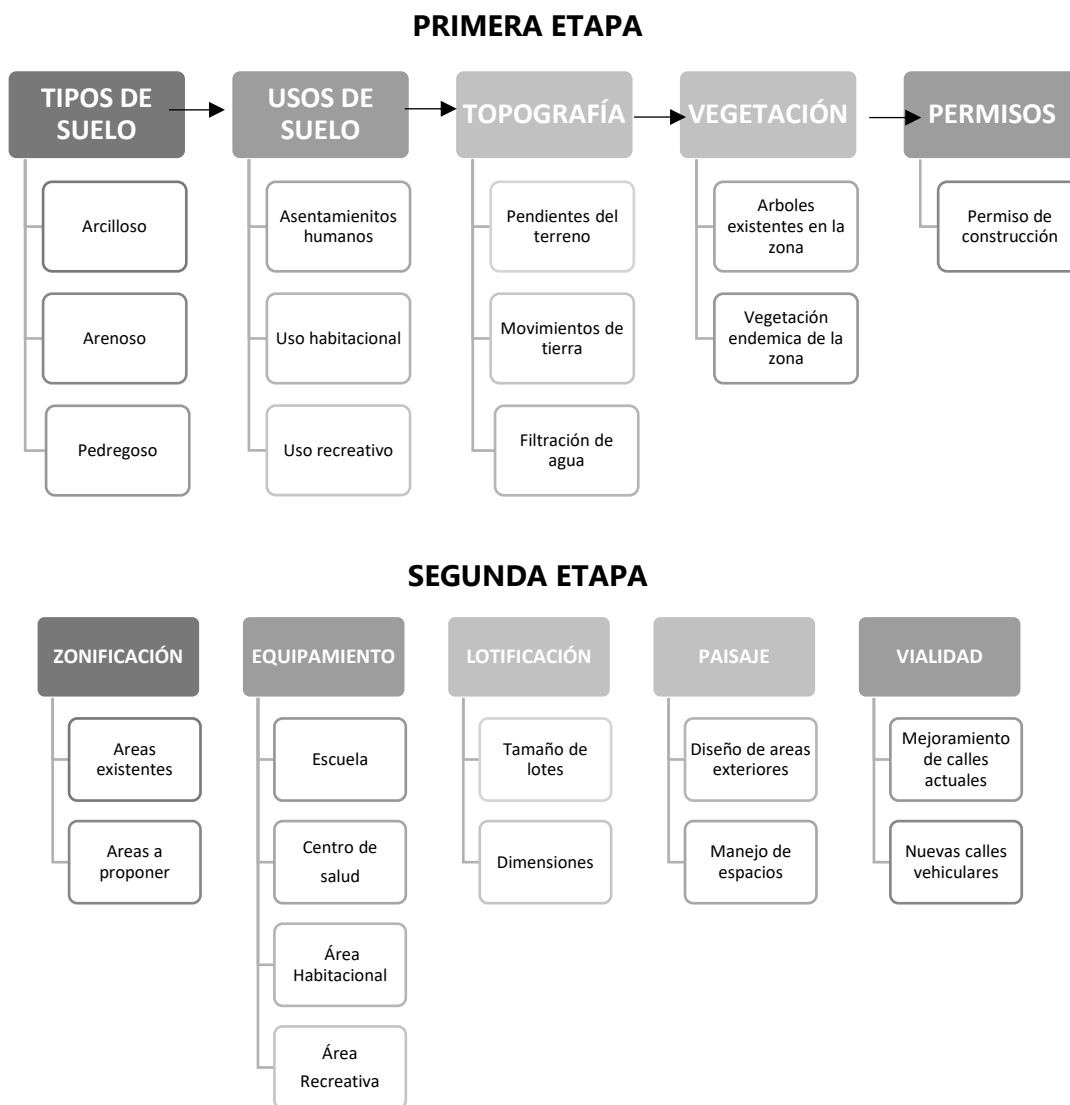 PRIMERA ETAPA
TIPOS DE
SUELO
Arcilloso
Arenoso
Pedregoso
USOS DE
SUELO
Asentamienitos
humanos
Uso habitacional
Uso recreativo
TOPOGRAFÍA
Pendientes del
terreno
Movimientos de
tierra
Filtración de
agua
VEGETACIÓN
Arboles
existentes en la
zona
Vegetación
endemica de la
zona
PERMISOS
Permiso de
construcción
SEGUNDA ETAPA
ZONIFICACIÓN
Areas
existentes
Areas a
proponer
EQUIPAMIENTO
Escuela
Centro de
salud
Área
Habitacional
Área
Recreativa
LOTIFICACIÓN
Tamaño de
lotes
Dimensiones
PAISAJE
Diseño de areas
exteriores
Manejo de
espacios
VIALIDAD
Mejoramiento
de calles
actuales
Nuevas calles
vehiculares